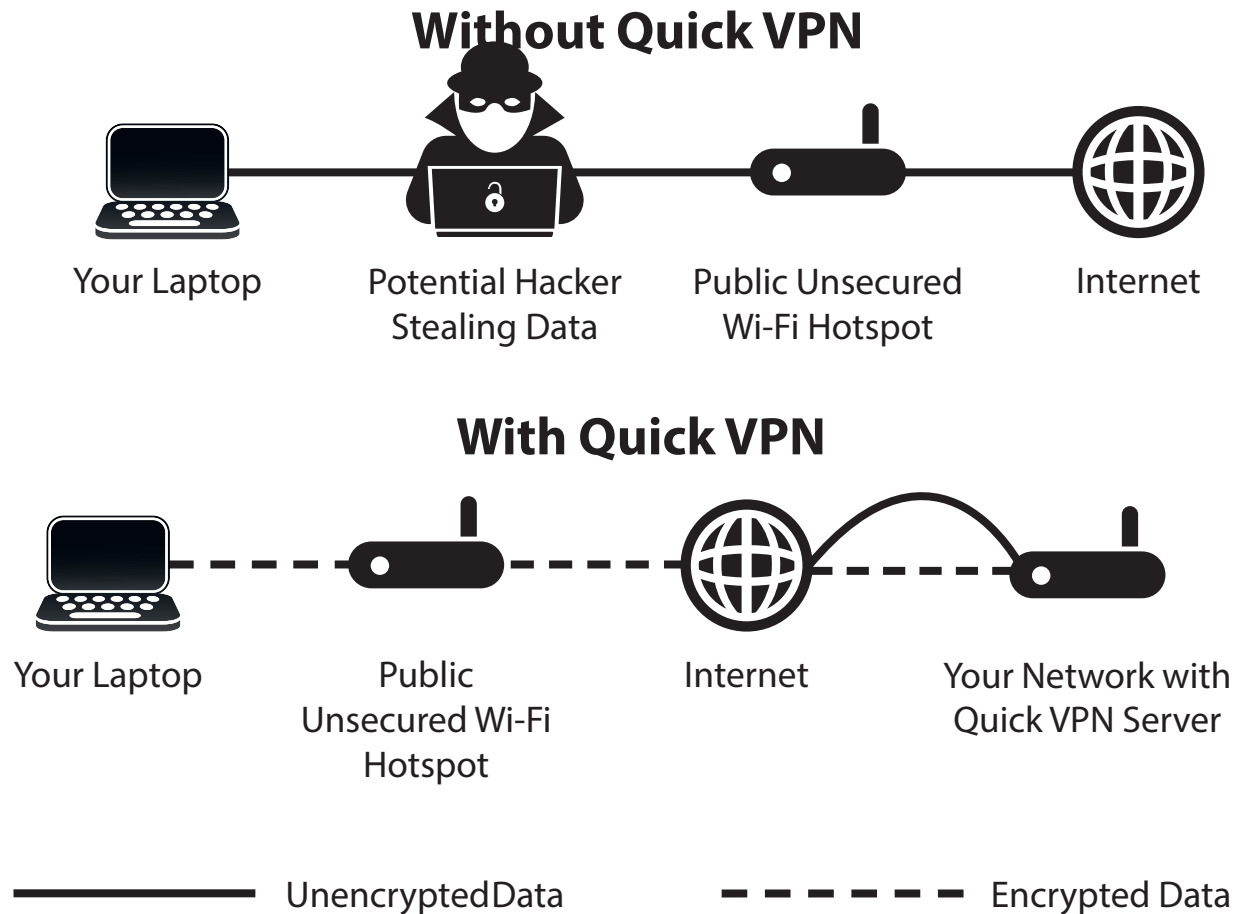 Without Quick VPN
Your Laptop
Potential Hacker
Stealing Data
Public Unsecured
Wi-Fi Hotspot
Internet
With Quick VPN
Your Laptop
Public
Unsecured Wi-Fi
Hotspot
Internet
Your Network with
Quick VPN Server
UnencryptedData
Encrypted Data